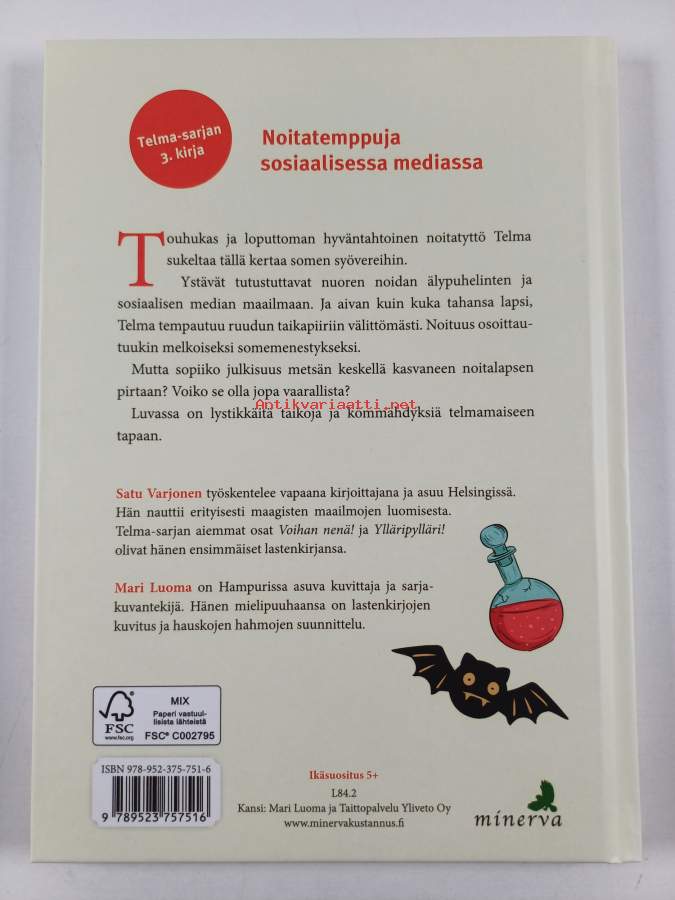 Telma-sarjan
3. kirja
Noitatemppuja
sosiaalisessa mediassa
Touhukas ja loputtoman hyväntahtoinen noitatyttö Telma
sukeltaa tällä kertaa somen syövereihin.
Ystävät tutustuttavat nuoren noidan älypuhelinten ja
sosiaalisen median maailmaan. Ja aivan kuin kuka tahansa lapsi,
Telma tempautuu ruudun taikapiiriin välittömästi. Noituus osoittau-
tuukin melkoiseksi somemenestykseksi.
Mutta sopiiko julkisuus metsän keskellä kasvaneen noitalapsen
pirtaan? Voiko se olla jopa vaarallista?
Antikvariaatti.net
Luvassa on lystikkäitä taikoja ja kömmähdyksiä telmamaiseen
tapaan.
Satu Varjonen työskentelee vapaana kirjoittajana ja asuu Helsingissä.
Hän nauttii erityisesti maagisten maailmojen luomisesta.
Telma-sarjan aiemmat osat Voihan nenä! ja Ylläripylläri!
olivat hänen ensimmäiset lastenkirjansa.
Mari Luoma on Hampurissa asuva kuvittaja ja sarja-
kuvantekijä. Hänen mielipuuhaansa on lastenkirjojen
kuvitus ja hauskojen hahmojen suunnittelu.
FSC
www.fsc.org
MIX
Paperi vastuul-
lisista lähteistä
FSC® C002795
ISBN 978-952-375-751-6
9 789523 757516
Ikäsuositus 5+
L84.2
Kansi: Mari Luoma ja Taittopalvelu Yliveto Oy
www.minervakustannus.fi
minerva